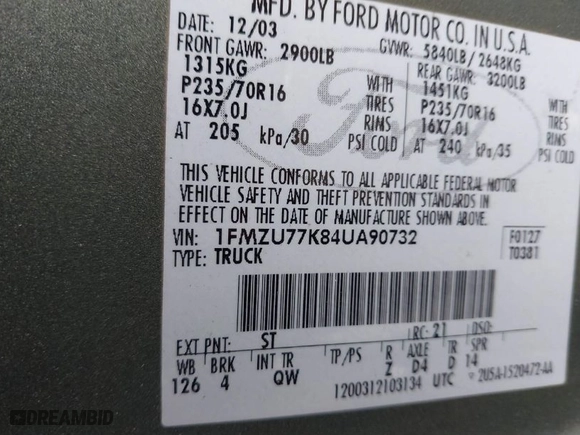 MFD. BY FORD MOTOR CO. IN U.S.A.
DATE: 12/03 GVWR: 5840LB / 2648KG
FRONT GAWR: 2900LB REAR GAWR: 3200LB
1315KG WITH 1451KG WITH
P235/70R16 TIRES P235/70R16 TIRES
16X7.0J RIMS 16X7.0J RIMS
AT 205 kPa/30 PSI COLD AT 240 kPa/35 PSI COLD
Ford
THIS VEHICLE CONFORMS TO ALL APPLICABLE FEDERAL MOTOR
VEHICLE SAFETY AND THEFT PREVENTION STANDARDS IN
EFFECT ON THE DATE OF MANUFACTURE SHOWN ABOVE.
VIN: 1FMZU77K84UA90732 F0127
TYPE: TRUCK T0381
EXT PNT: ST RC: 21 DSO:
WB BRK INT TR TP/PS R AXLE TR SPR
126 4 QW Z D4 D 14
1200312103134 UTC 2U5A-1520472-AA
DREAMBID